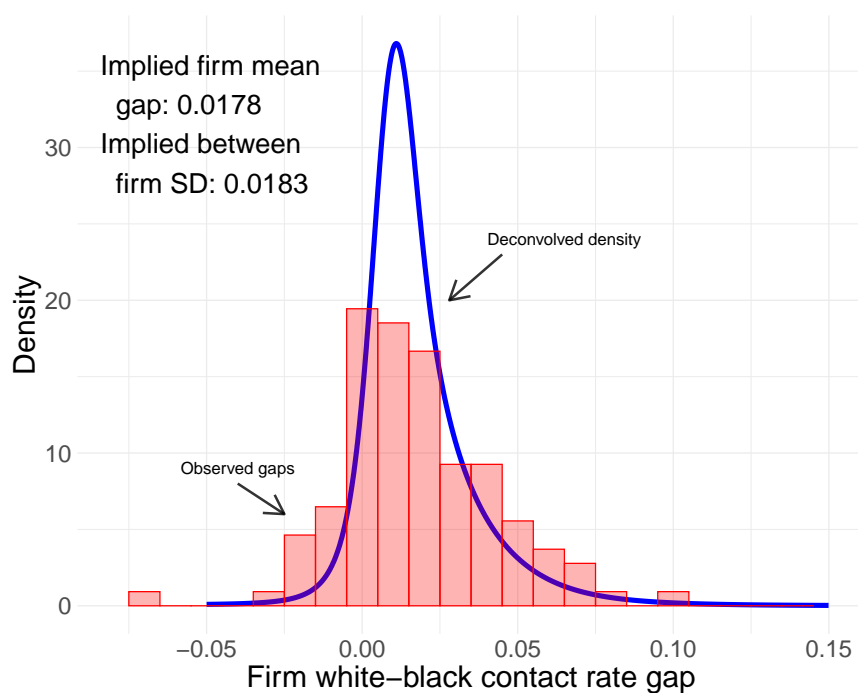 Implied firm mean
gap: 0.0178
Implied between
firm SD: 0.0183
Deconvolved density
Observed gaps
Density
30
20
10
0
−0.05
0.00
0.05
0.10
0.15
Firm white−black contact rate gap